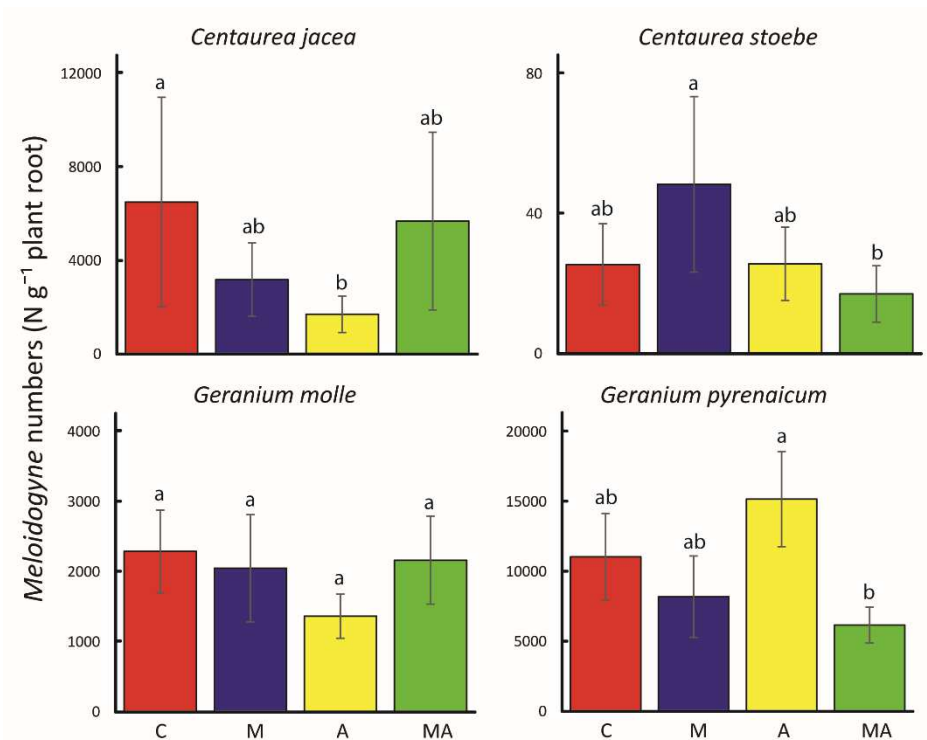 Centaurea jacea
Centaurea stoebe
Meloidogyne numbers (N g⁻¹ plant root)
12000
8000
4000
0
a
ab
b
ab
80
40
0
ab
a
ab
b
Geranium molle
Geranium pyrenaicum
4000
3000
2000
1000
0
a
a
a
a
C M A MA
20000
15000
10000
5000
0
ab
ab
a
b
C M A MA